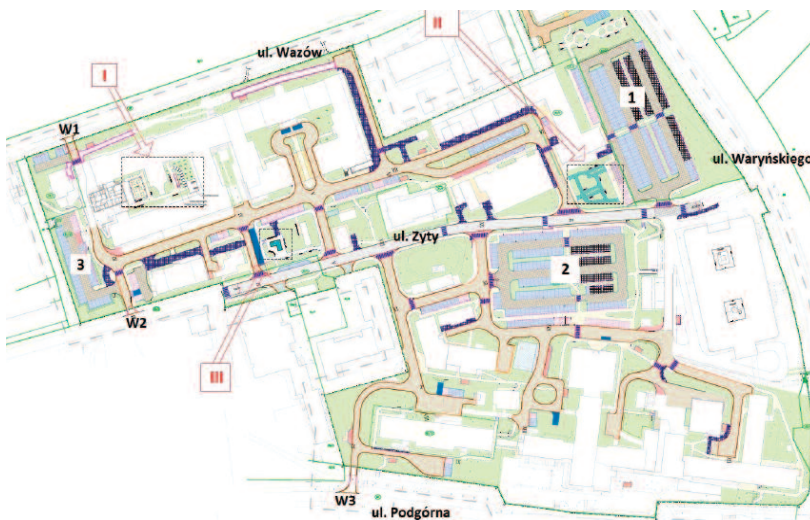 II
ul. Wazów
I
1
W1
ul. Waryńskiego
ul. Zyty
3
2
W2
III
W3
ul. Podgórna